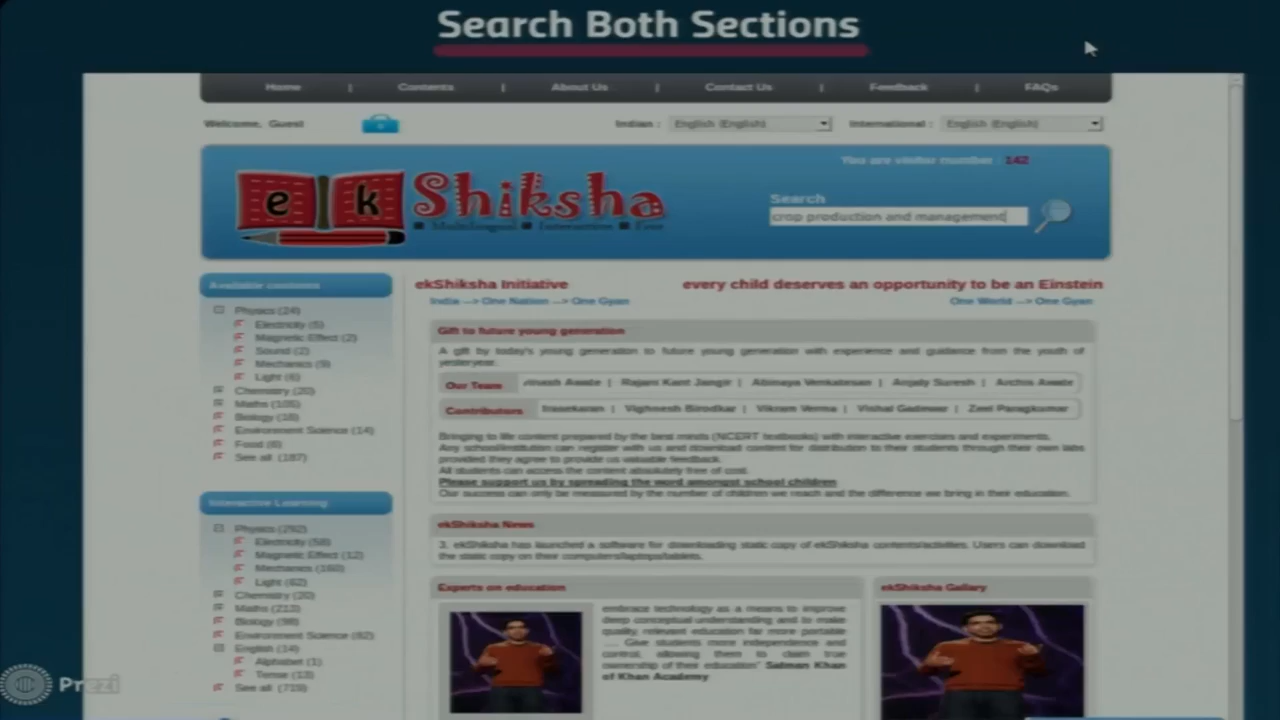 Search Both Sections
Home | Contents | About Us | Contact Us | Feedback | FAQs
Welcome, Guest
Indian : English (English) International : English (English)
You are visitor number : 142
ek Shiksha
Multilingual Interactive Free
Search
crop production and management
Available contents
Physics (24)
Electricity (5)
Magnetic Effect (2)
Sound (2)
Mechanics (9)
Light (6)
Chemistry (20)
Maths (105)
Biology (18)
Environment Science (14)
Food (6)
See all (187)
Interactive Learning
Physics (292)
Electricity (58)
Magnetic Effect (12)
Mechanics (160)
Light (62)
Chemistry (20)
Maths (213)
Biology (98)
Environment Science (82)
English (14)
Alphabet (1)
Tense (13)
See all (719)
ekShiksha Initiative every child deserves an opportunity to be an Einstein
India --> One Nation --> One Gyan One World --> One Gyan
Gift to future young generation
A gift by today's young generation to future young generation with experience and guidance from the youth of
yesteryear.
Our Team Awade | Rajani Kant Jangir | Abinaya Venkatesan | Anjaly Suresh | Archis Awade
Contributors | Vighnesh Birodkar | Vikram Verma | Vishal Gadewar | Zeel Paragkumar
Bringing to life content prepared by the best minds (NCERT textbooks) with interactive exercises and experiments.
Any school/institution can register with us and download content for distribution to their students through their own labs
provided they agree to provide us valuable feedback.
All students can access the content absolutely free of cost.
Please support us by spreading the word amongst school children
Our success can only be measured by the number of children we reach and the difference we bring in their education.
ekShiksha News
3. ekShiksha has launched a software for downloading static copy of ekShiksha contents/activities. Users can download
the static copy on their computers/laptops/tablets.
Experts on education
embrace technology as a means to improve
deep conceptual understanding and to make
quality, relevant education far more portable
.... Give students more independence and
control, allowing them to claim true
ownership of their education" Salman Khan
of Khan Academy
ekShiksha Gallary
Prezi